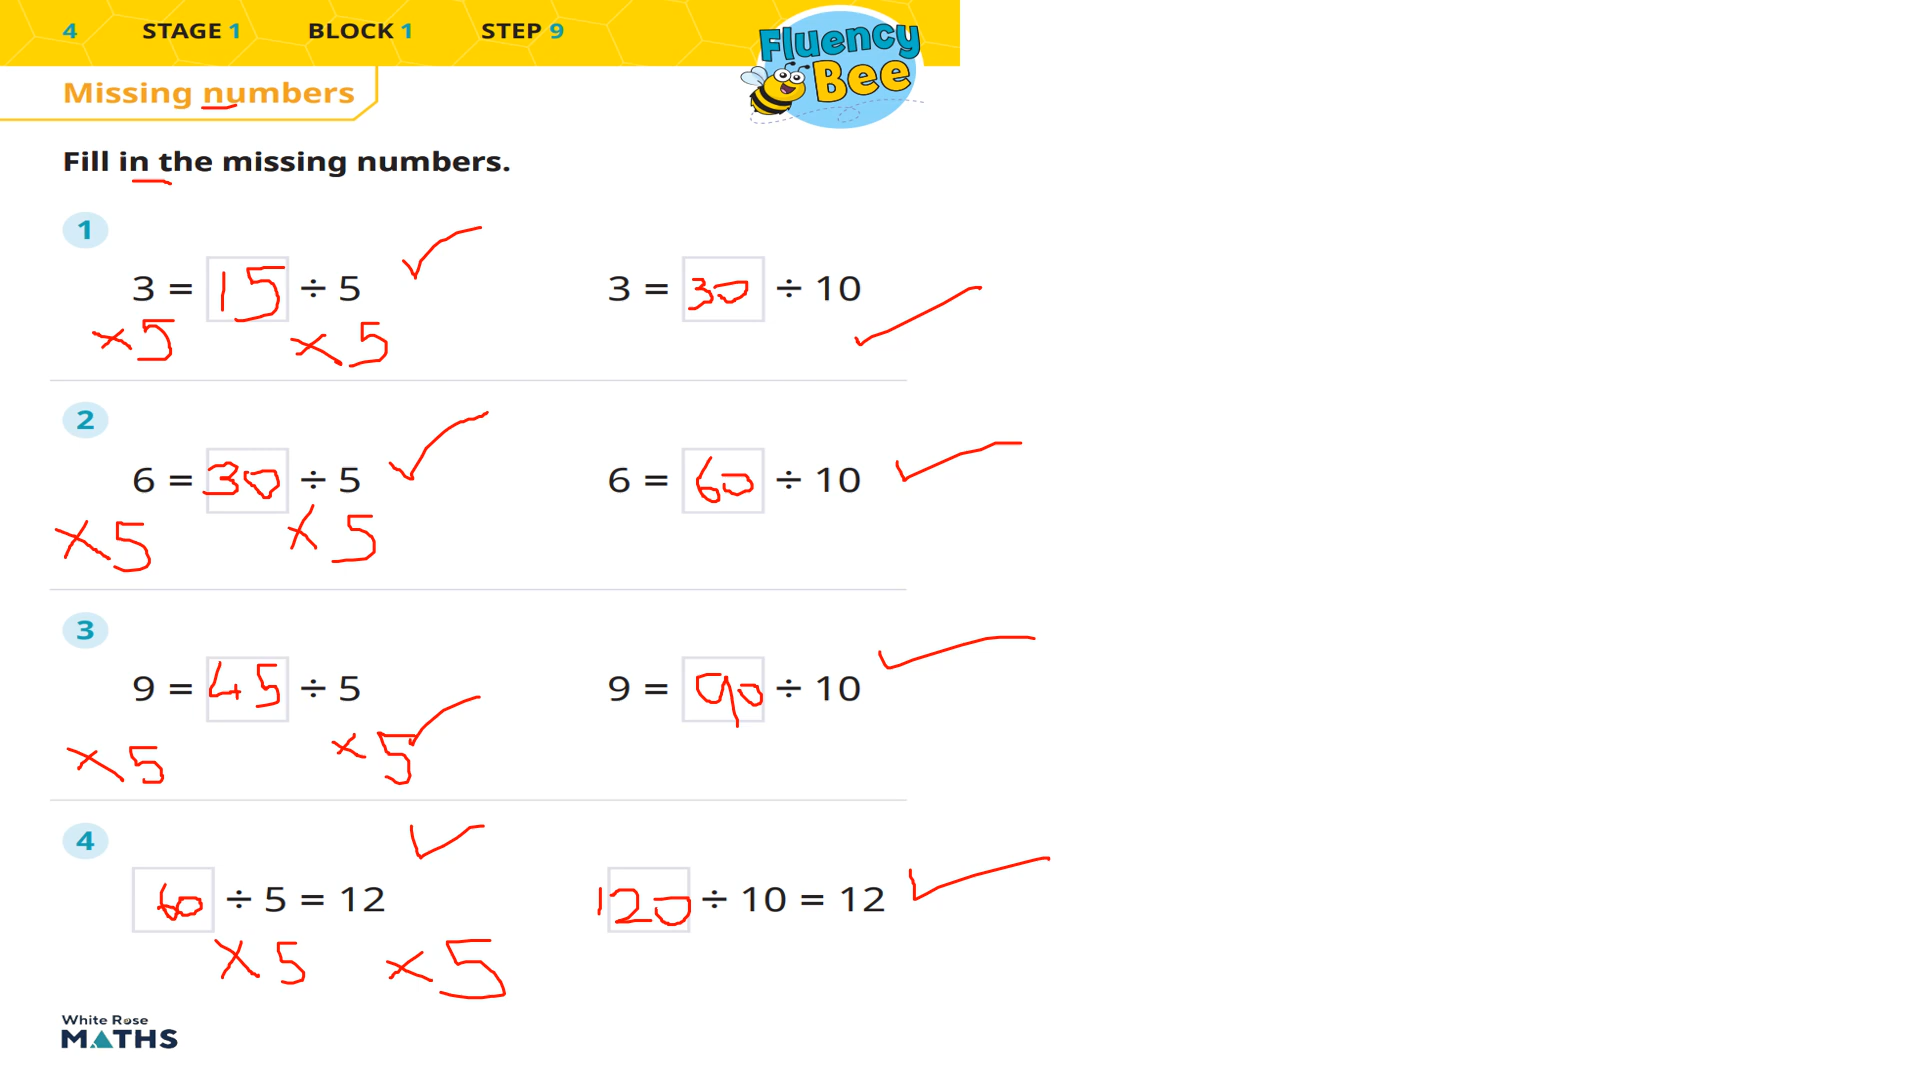 4 STAGE 1 BLOCK 1 STEP 9
Fluency
Bee
Missing numbers
Fill in the missing numbers.
1
3 = 15 ÷ 5 3 = 30 ÷ 10
×5 ×5
2
6 = 30 ÷ 5 6 = 60 ÷ 10
×5 ×5
3
9 = 45 ÷ 5 9 = 90 ÷ 10
×5 ×5
4
60 ÷ 5 = 12 120 ÷ 10 = 12
×5 ×5
White Rose
MATHS